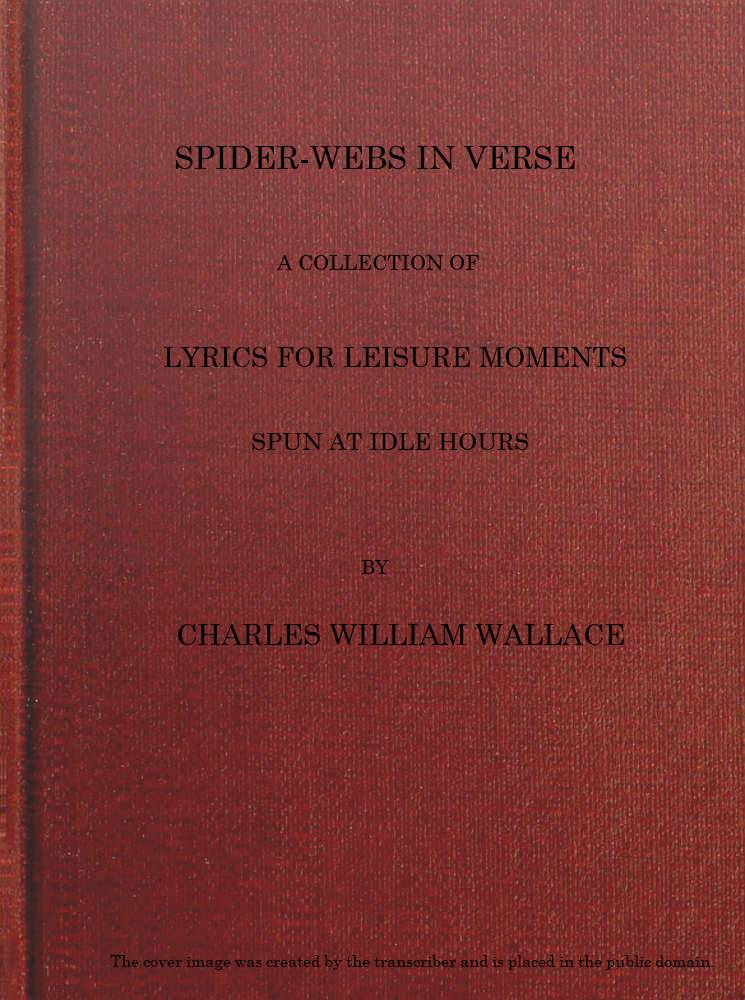 SPIDER-WEBS IN VERSE
A COLLECTION OF
LYRICS FOR LEISURE MOMENTS
SPUN AT IDLE HOURS
BY
CHARLES WILLIAM WALLACE
The cover image was created by the transcriber and is placed in the public domain.